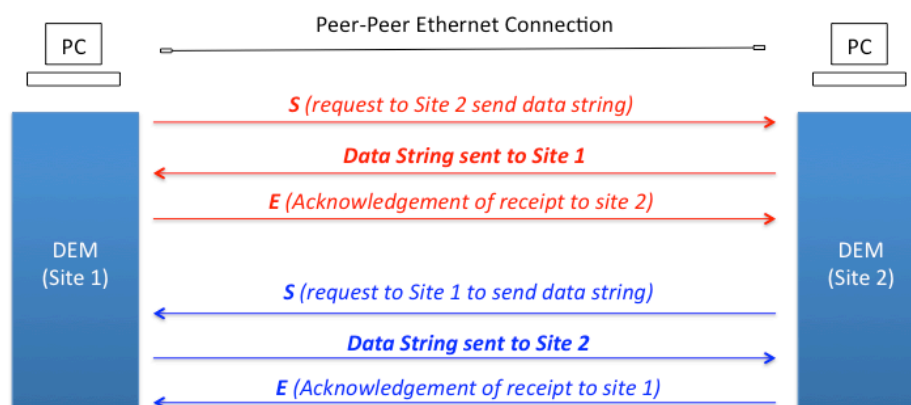 Peer-Peer Ethernet Connection
PC
PC
S (request to Site 2 send data string)
Data String sent to Site 1
E (Acknowledgement of receipt to site 2)
DEM
(Site 1)
DEM
(Site 2)
S (request to Site 1 to send data string)
Data String sent to Site 2
E (Acknowledgement of receipt to site 1)